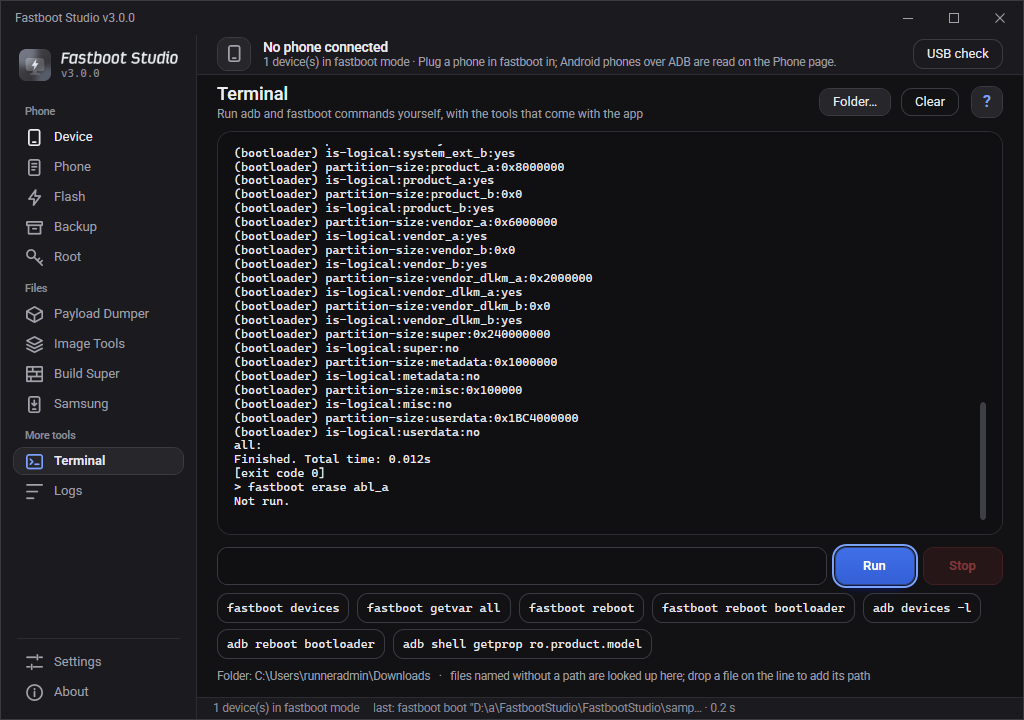 Fastboot Studio v3.0.0
Fastboot Studio
v3.0.0
No phone connected
1 device(s) in fastboot mode · Plug a phone in fastboot in; Android phones over ADB are read on the Phone page.
USB check
Phone
Device
Phone
Flash
Backup
Root
Files
Payload Dumper
Image Tools
Build Super
Samsung
More tools
Terminal
Logs
Settings
About
Terminal
Run adb and fastboot commands yourself, with the tools that come with the app
Folder…
Clear
?
(bootloader) is-logical:system_ext_b:yes
(bootloader) partition-size:product_a:0x8000000
(bootloader) is-logical:product_a:yes
(bootloader) partition-size:product_b:0x0
(bootloader) is-logical:product_b:yes
(bootloader) partition-size:vendor_a:0x6000000
(bootloader) is-logical:vendor_a:yes
(bootloader) partition-size:vendor_b:0x0
(bootloader) is-logical:vendor_b:yes
(bootloader) partition-size:vendor_dlkm_a:0x2000000
(bootloader) is-logical:vendor_dlkm_a:yes
(bootloader) partition-size:vendor_dlkm_b:0x0
(bootloader) is-logical:vendor_dlkm_b:yes
(bootloader) partition-size:super:0x240000000
(bootloader) is-logical:super:no
(bootloader) partition-size:metadata:0x1000000
(bootloader) is-logical:metadata:no
(bootloader) partition-size:misc:0x100000
(bootloader) is-logical:misc:no
(bootloader) partition-size:userdata:0x1BC4000000
(bootloader) is-logical:userdata:no
all:
Finished. Total time: 0.012s
[exit code 0]
> fastboot erase abl_a
Not run.
Run
Stop
fastboot devices
fastboot getvar all
fastboot reboot
fastboot reboot bootloader
adb devices -l
adb reboot bootloader
adb shell getprop ro.product.model
Folder: C:\Users\runneradmin\Downloads · files named without a path are looked up here; drop a file on the line to add its path
1 device(s) in fastboot mode last: fastboot boot "D:\a\FastbootStudio\FastbootStudio\samp… · 0.2 s